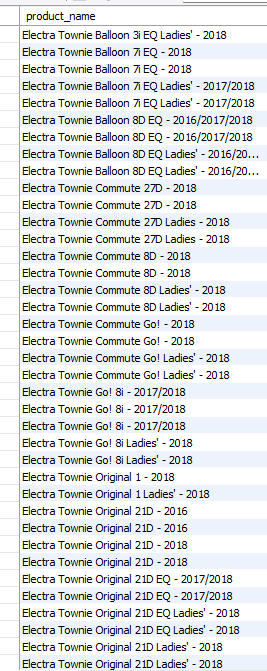 product_name
Electra Townie Balloon 3i EQ Ladies' - 2018
Electra Townie Balloon 7i EQ - 2018
Electra Townie Balloon 7i EQ - 2018
Electra Townie Balloon 7i EQ Ladies' - 2017/2018
Electra Townie Balloon 7i EQ Ladies' - 2017/2018
Electra Townie Balloon 8D EQ - 2016/2017/2018
Electra Townie Balloon 8D EQ - 2016/2017/2018
Electra Townie Balloon 8D EQ Ladies' - 2016/20...
Electra Townie Balloon 8D EQ Ladies' - 2016/20...
Electra Townie Commute 27D - 2018
Electra Townie Commute 27D - 2018
Electra Townie Commute 27D Ladies - 2018
Electra Townie Commute 27D Ladies - 2018
Electra Townie Commute 8D - 2018
Electra Townie Commute 8D - 2018
Electra Townie Commute 8D Ladies' - 2018
Electra Townie Commute 8D Ladies' - 2018
Electra Townie Commute Go! - 2018
Electra Townie Commute Go! - 2018
Electra Townie Commute Go! Ladies' - 2018
Electra Townie Commute Go! Ladies' - 2018
Electra Townie Go! 8i - 2017/2018
Electra Townie Go! 8i - 2017/2018
Electra Townie Go! 8i - 2017/2018
Electra Townie Go! 8i Ladies' - 2018
Electra Townie Go! 8i Ladies' - 2018
Electra Townie Original 1 - 2018
Electra Townie Original 1 Ladies' - 2018
Electra Townie Original 21D - 2016
Electra Townie Original 21D - 2016
Electra Townie Original 21D - 2018
Electra Townie Original 21D - 2018
Electra Townie Original 21D EQ - 2017/2018
Electra Townie Original 21D EQ - 2017/2018
Electra Townie Original 21D EQ Ladies' - 2018
Electra Townie Original 21D EQ Ladies' - 2018
Electra Townie Original 21D Ladies' - 2018
Electra Townie Original 21D Ladies' - 2018